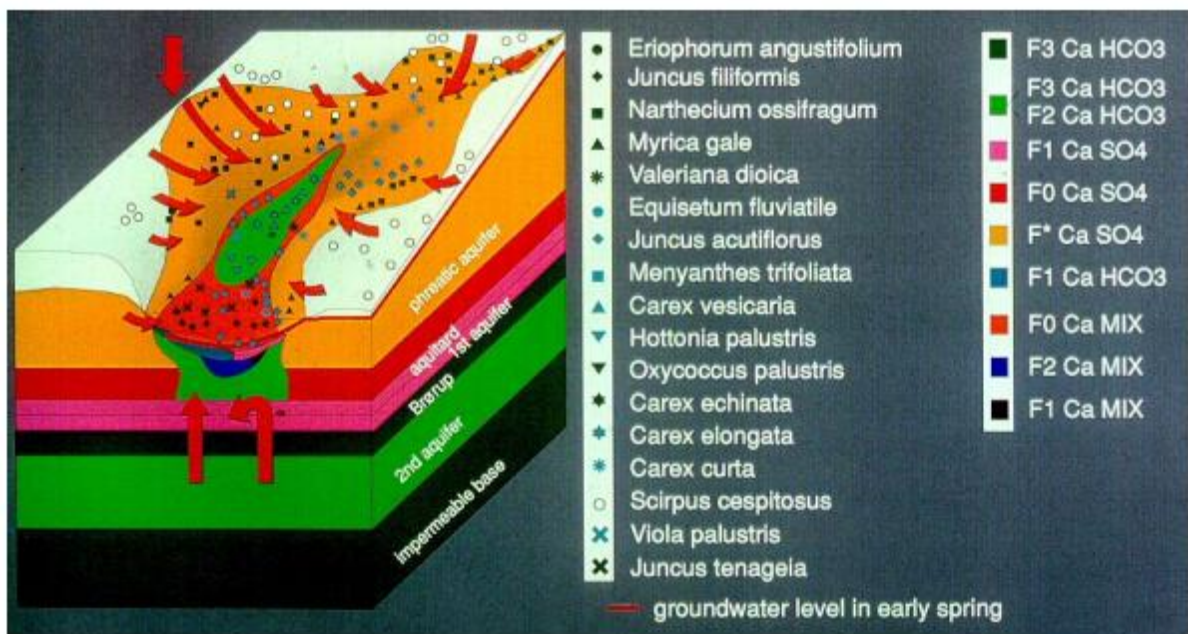 phreatic aquifer
aquitard
1st aquifer
Brørup
2nd aquifer
impermeable base
Eriophorum angustifolium
Juncus filiformis
Narthecium ossifragum
Myrica gale
Valeriana dioica
Equisetum fluviatile
Juncus acutiflorus
Menyanthes trifoliata
Carex vesicaria
Hottonia palustris
Oxycoccus palustris
Carex echinata
Carex elongata
Carex curta
Scirpus cespitosus
Viola palustris
Juncus tenageia
groundwater level in early spring
F3 Ca HCO3
F3 Ca HCO3
F2 Ca HCO3
F1 Ca SO4
F0 Ca SO4
F* Ca SO4
F1 Ca HCO3
F0 Ca MIX
F2 Ca MIX
F1 Ca MIX